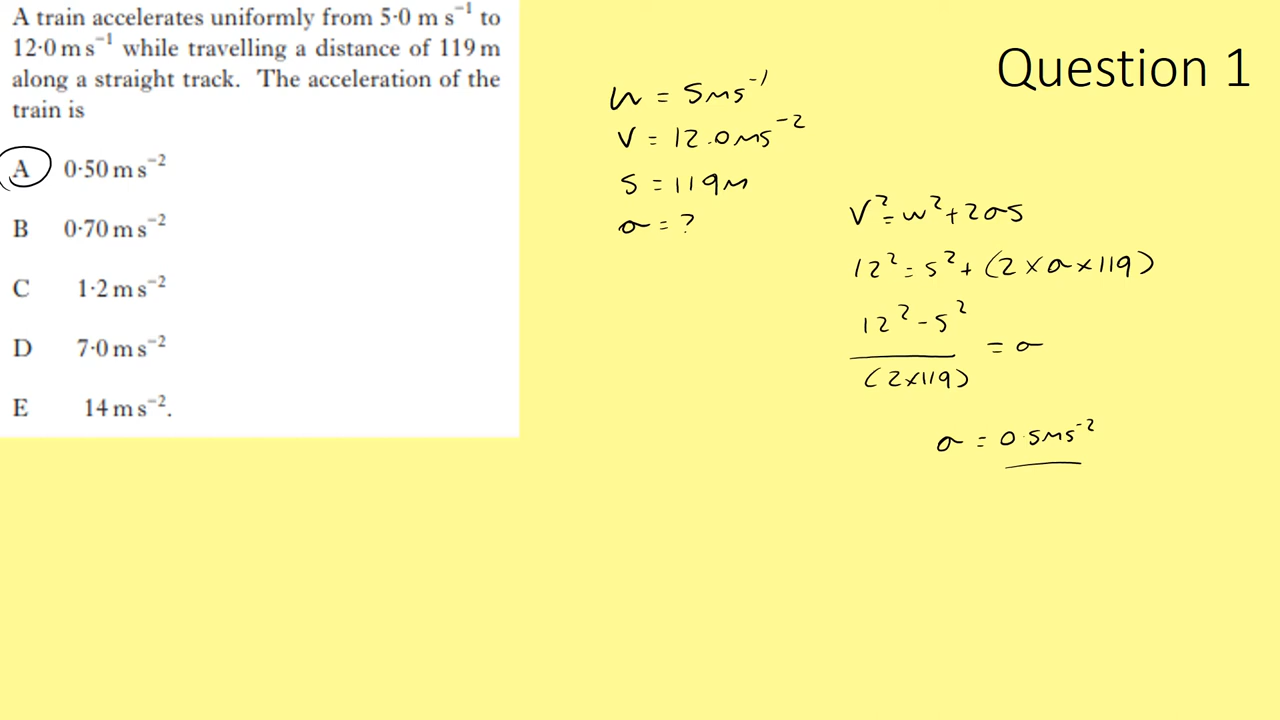 A train accelerates uniformly from 5·0 m s⁻¹ to
12·0 m s⁻¹ while travelling a distance of 119 m
along a straight track. The acceleration of the
train is
A 0·50 m s⁻²
B 0·70 m s⁻²
C 1·2 m s⁻²
D 7·0 m s⁻²
E 14 m s⁻².
Question 1
u = 5ms⁻¹
v = 12.0ms⁻²
s = 119m
a = ?
v² = u² + 2as
12² = 5² + (2 × a × 119)
12² - 5²
= a
(2×119)
a = 0.5ms⁻²